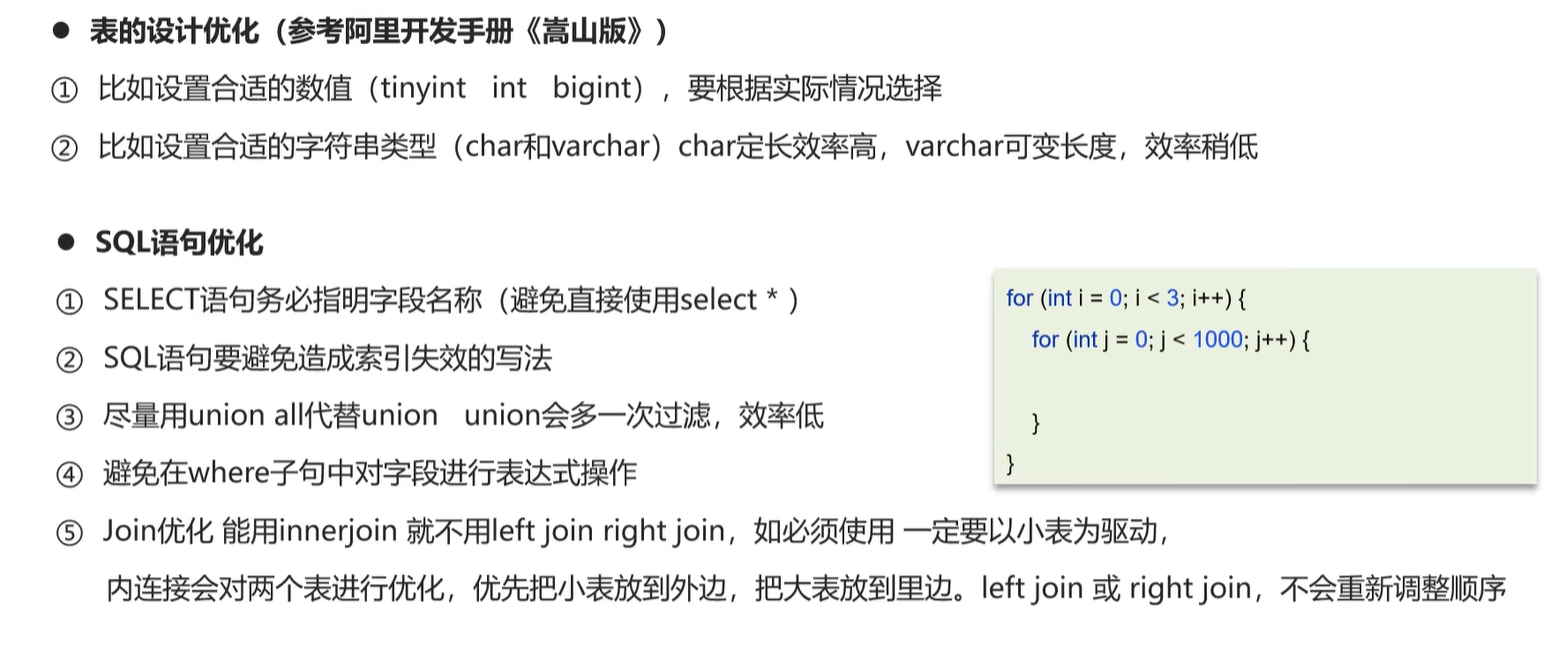 ● 表的设计优化（参考阿里开发手册《嵩山版》）
① 比如设置合适的数值（tinyint int bigint），要根据实际情况选择
② 比如设置合适的字符串类型（char和varchar）char定长效率高，varchar可变长度，效率稍低
● SQL语句优化
① SELECT语句务必指明字段名称（避免直接使用select * ）
② SQL语句要避免造成索引失效的写法
③ 尽量用union all代替union union会多一次过滤，效率低
④ 避免在where子句中对字段进行表达式操作
⑤ Join优化 能用innerjoin 就不用left join right join，如必须使用 一定要以小表为驱动，
内连接会对两个表进行优化，优先把小表放到外边，把大表放到里边。left join 或 right join，不会重新调整顺序
for (int i = 0; i < 3; i++) {
for (int j = 0; j < 1000; j++) {
}
}